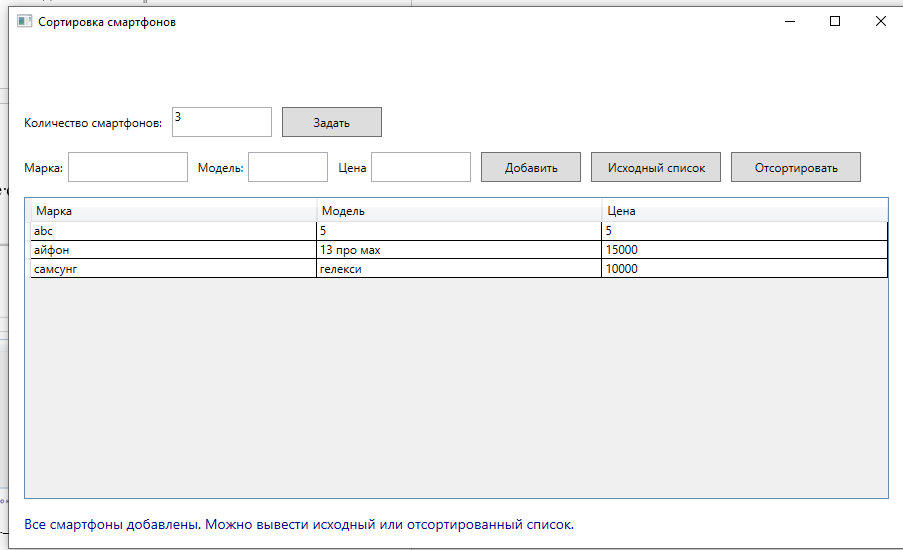 Сортировка смартфонов
Количество смартфонов: 3 Задать
Марка: Модель: Цена Добавить Исходный список Отсортировать
Марка Модель Цена
abc 5 5
айфон 13 про мах 15000
самсунг гелекси 10000
Все смартфоны добавлены. Можно вывести исходный или отсортированный список.